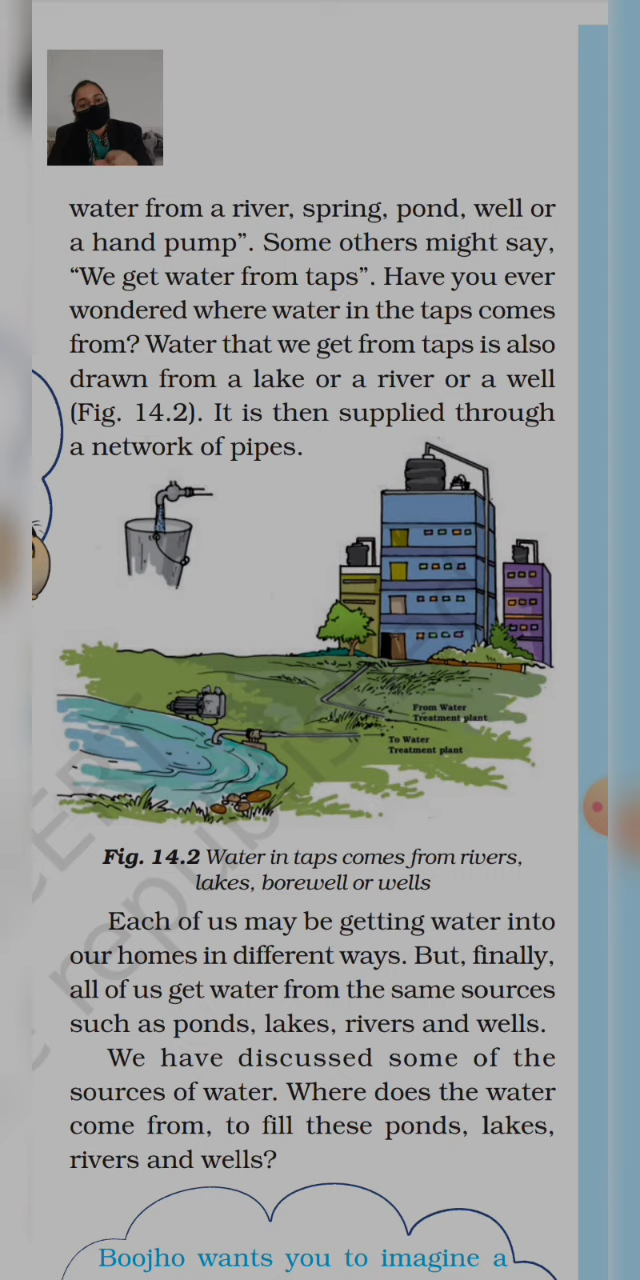 water from a river, spring, pond, well or
a hand pump”. Some others might say,
“We get water from taps”. Have you ever
wondered where water in the taps comes
from? Water that we get from taps is also
drawn from a lake or a river or a well
(Fig. 14.2). It is then supplied through
a network of pipes.
From Water
Treatment plant
To Water
Treatment plant
Fig. 14.2 Water in taps comes from rivers,
lakes, borewell or wells
Each of us may be getting water into
our homes in different ways. But, finally,
all of us get water from the same sources
such as ponds, lakes, rivers and wells.
We have discussed some of the
sources of water. Where does the water
come from, to fill these ponds, lakes,
rivers and wells?
Boojho wants you to imagine a